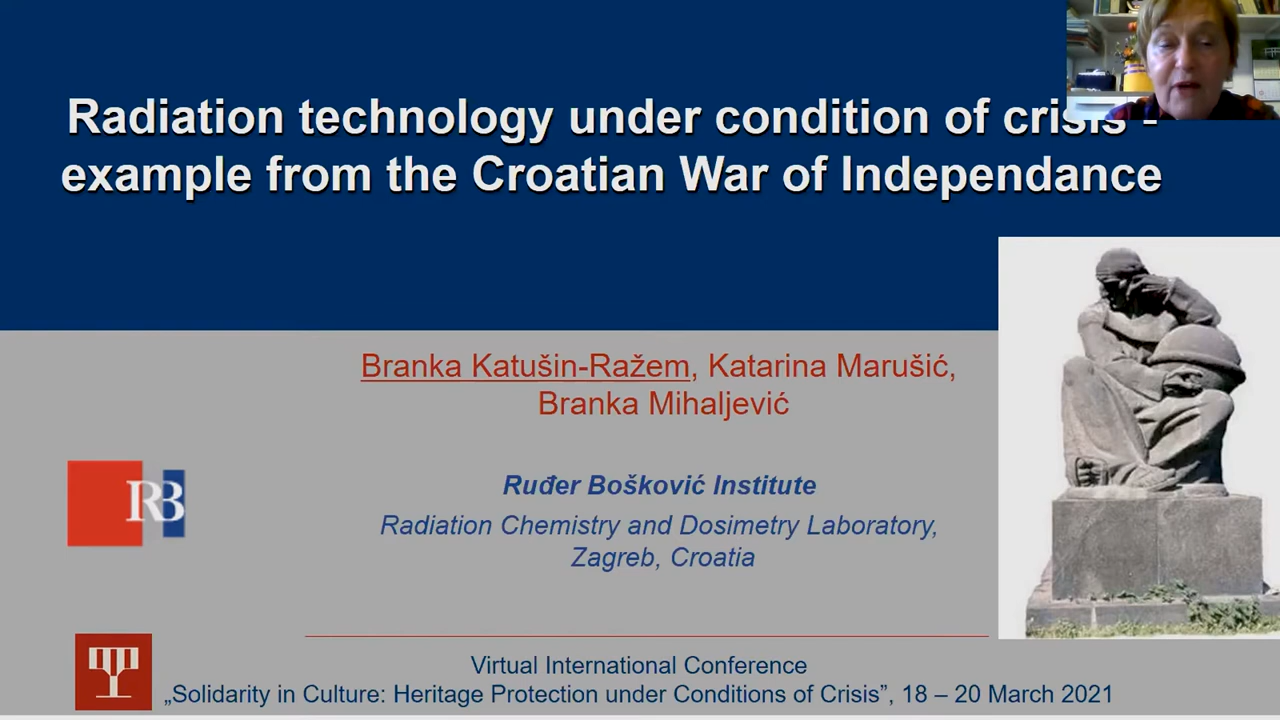 Radiation technology under condition of crisis -
example from the Croatian War of Independance
Branka Katušin-Ražem, Katarina Marušić,
Branka Mihaljević
RB
Ruđer Bošković Institute
Radiation Chemistry and Dosimetry Laboratory,
Zagreb, Croatia
Virtual International Conference
„Solidarity in Culture: Heritage Protection under Conditions of Crisis”, 18 – 20 March 2021